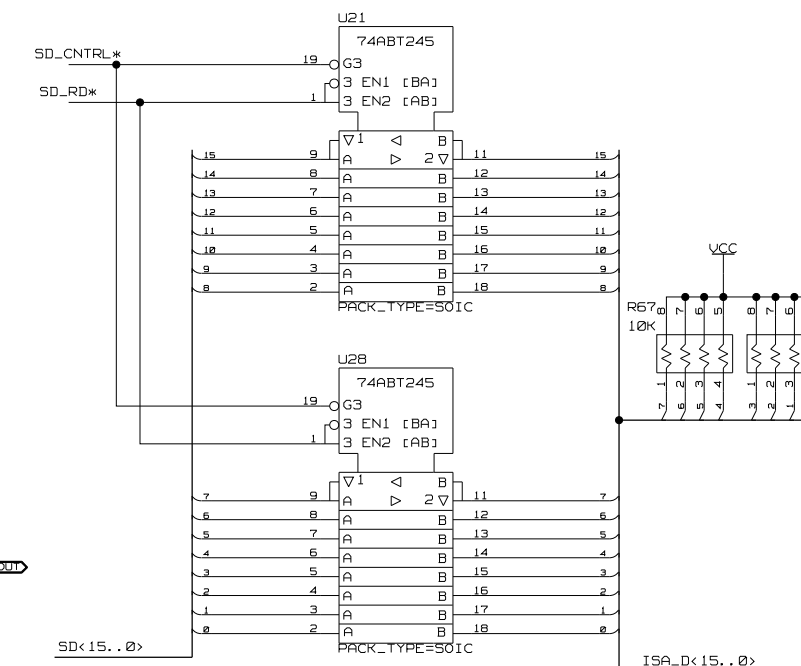 U21
74ABT245
SD_CNTRL*
19
G3
3 EN1 [BA]
SD_RD*
1
3 EN2 [AB]
▽1 ◁ B
15 9 A ▷ 2▽ 11 15
14 8 A B 12 14
13 7 A B 13 13
12 6 A B 14 12
11 5 A B 15 11
10 4 A B 16 10
9 3 A B 17 9
8 2 A B 18 8
PACK_TYPE=SOIC
VCC
R67
10K
8 7 6 5 8 7 6
1 2 3 4 1 2 3
7 6 5 4 3 2 1
U28
74ABT245
19
G3
3 EN1 [BA]
1
3 EN2 [AB]
▽1 ◁ B
7 9 A ▷ 2▽ 11 7
6 8 A B 12 6
5 7 A B 13 5
4 6 A B 14 4
3 5 A B 15 3
2 4 A B 16 2
1 3 A B 17 1
0 2 A B 18 0
PACK_TYPE=SOIC
SD<15..0>
ISA_D<15..0>